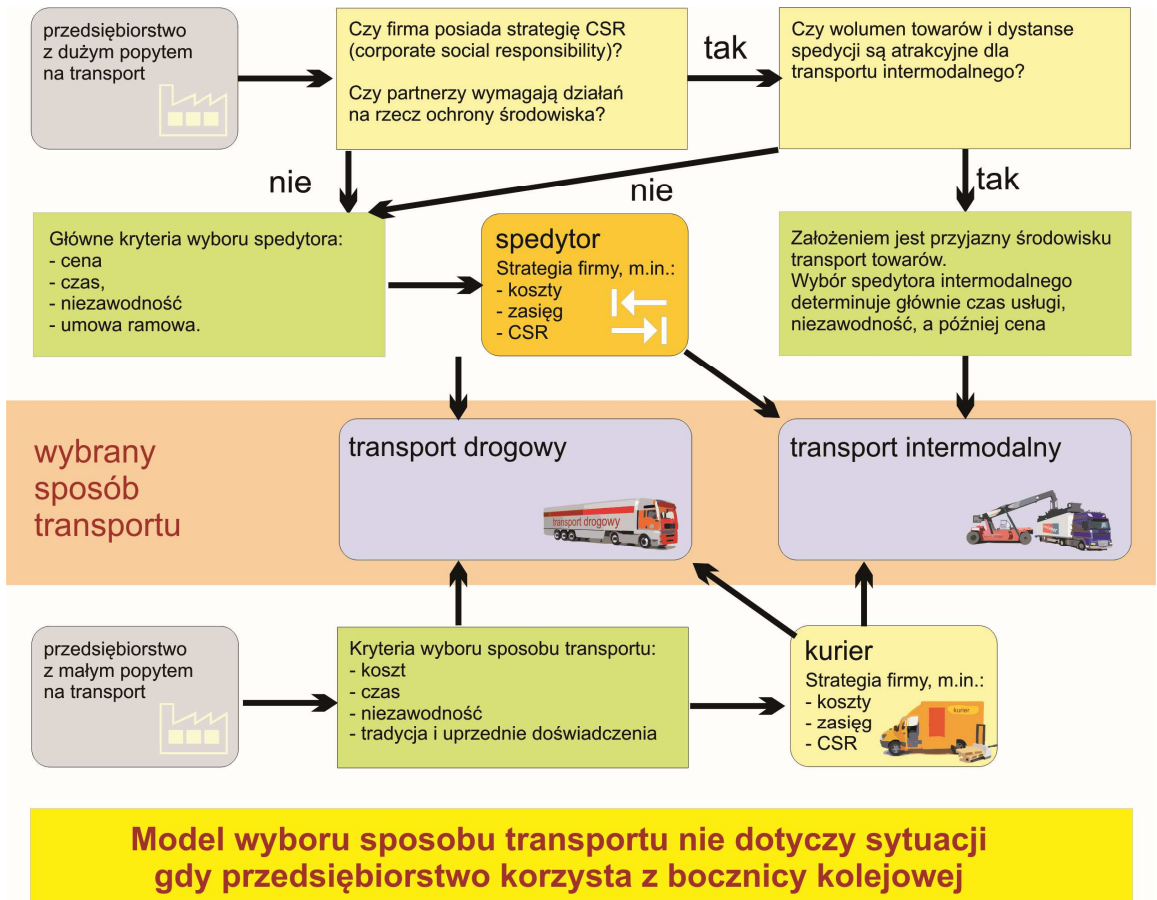 przedsiębiorstwo
z dużym popytem
na transport
Czy firma posiada strategię CSR
(corporate social responsibility)?
Czy partnerzy wymagają działań
na rzecz ochrony środowiska?
tak
Czy wolumen towarów i dystanse
spedycji są atrakcyjne dla
transportu intermodalnego?
nie
nie
tak
Główne kryteria wyboru spedytora:
- cena
- czas,
- niezawodność
- umowa ramowa.
spedytor
Strategia firmy, m.in.:
- koszty
- zasięg
- CSR
Założeniem jest przyjazny środowisku
transport towarów.
Wybór spedytora intermodalnego
determinuje głównie czas usługi,
niezawodność, a później cena
wybrany
sposób
transportu
transport drogowy
transport drogowy
transport intermodalny
przedsiębiorstwo
z małym popytem
na transport
Kryteria wyboru sposobu transportu:
- koszt
- czas
- niezawodność
- tradycja i uprzednie doświadczenia
kurier
Strategia firmy, m.in.:
- koszty
- zasięg
- CSR
kurier
Model wyboru sposobu transportu nie dotyczy sytuacji
gdy przedsiębiorstwo korzysta z bocznicy kolejowej